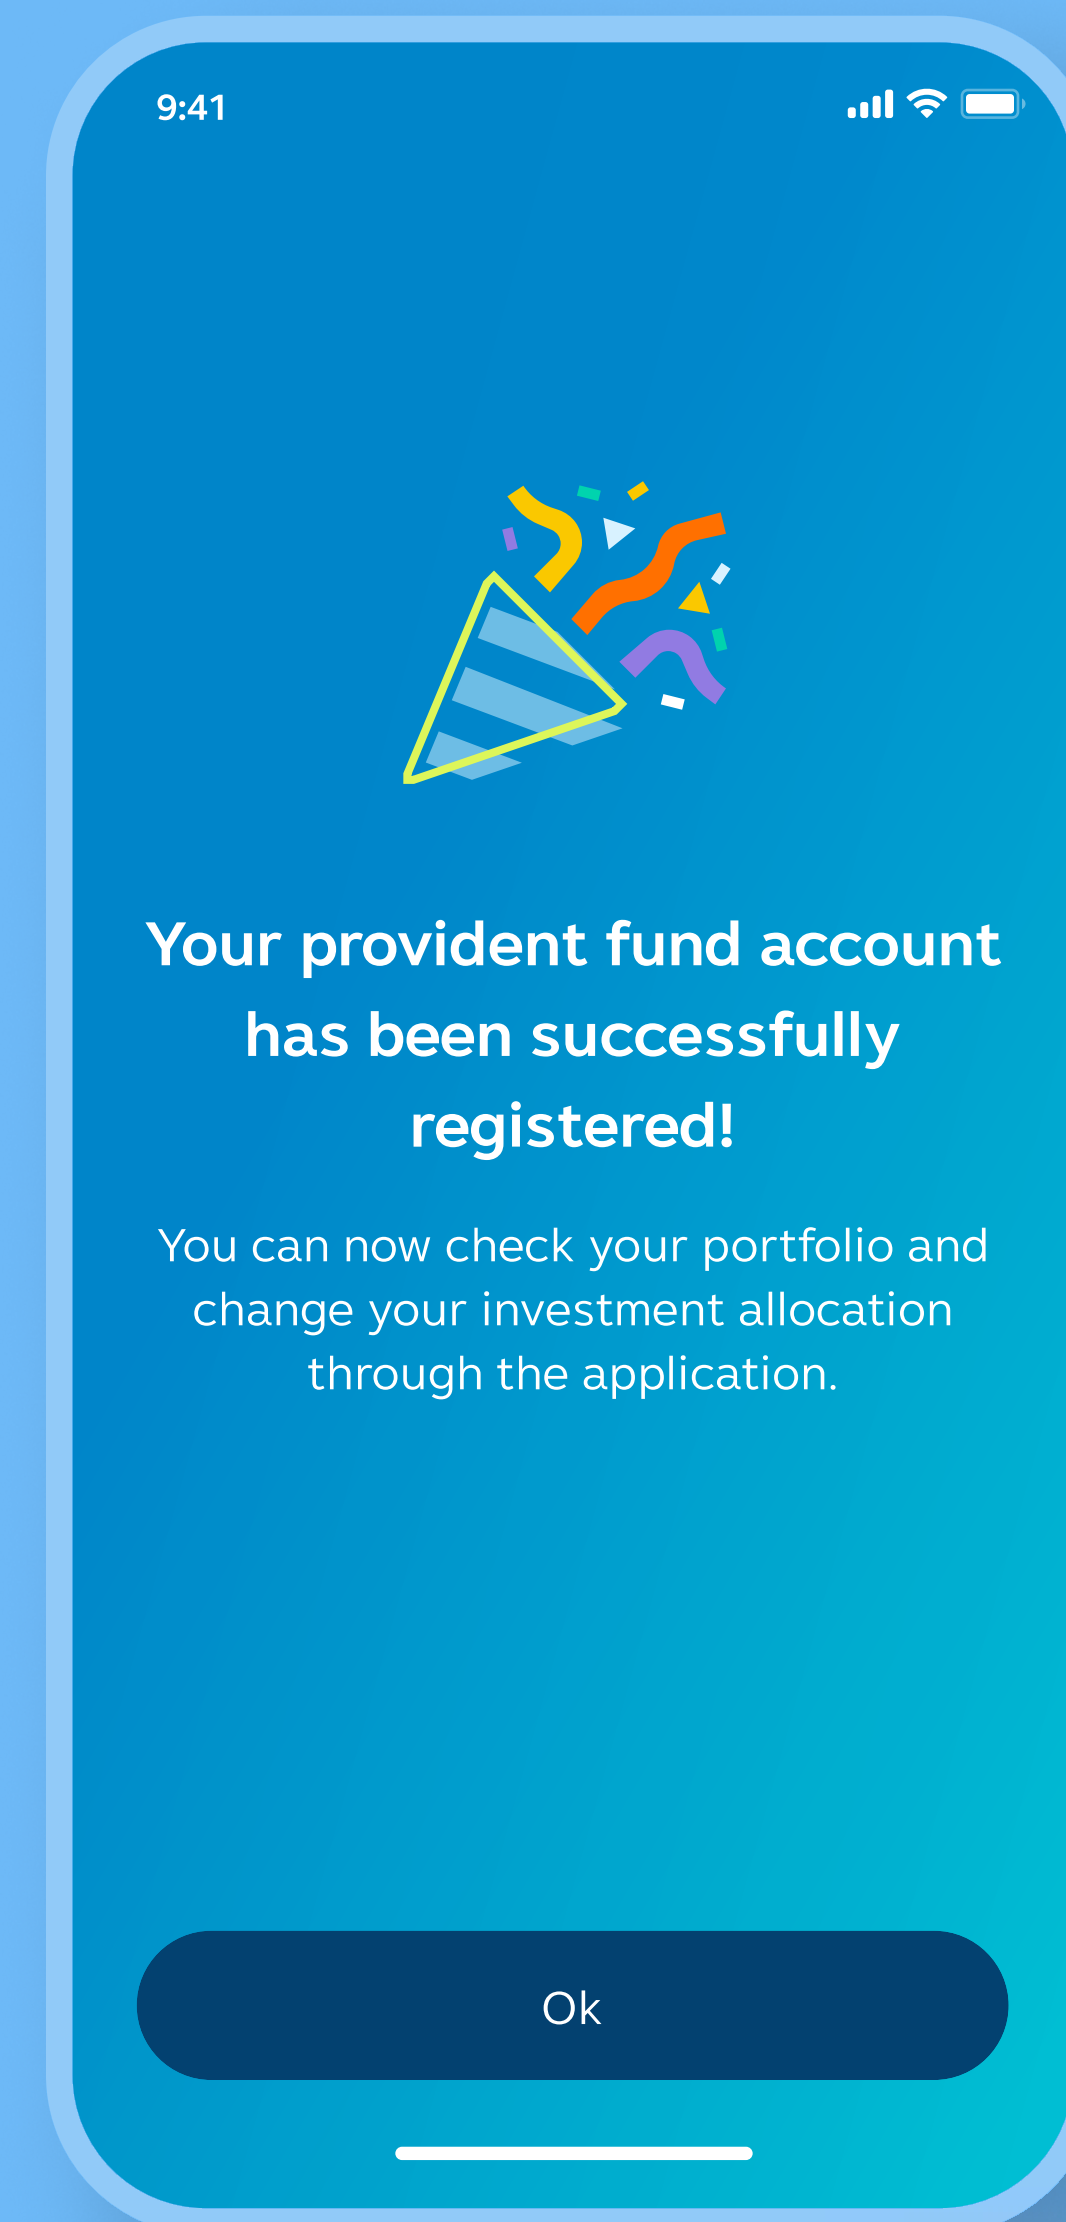 9:41
Your provident fund account
has been successfully
registered!
You can now check your portfolio and
change your investment allocation
through the application.
Ok